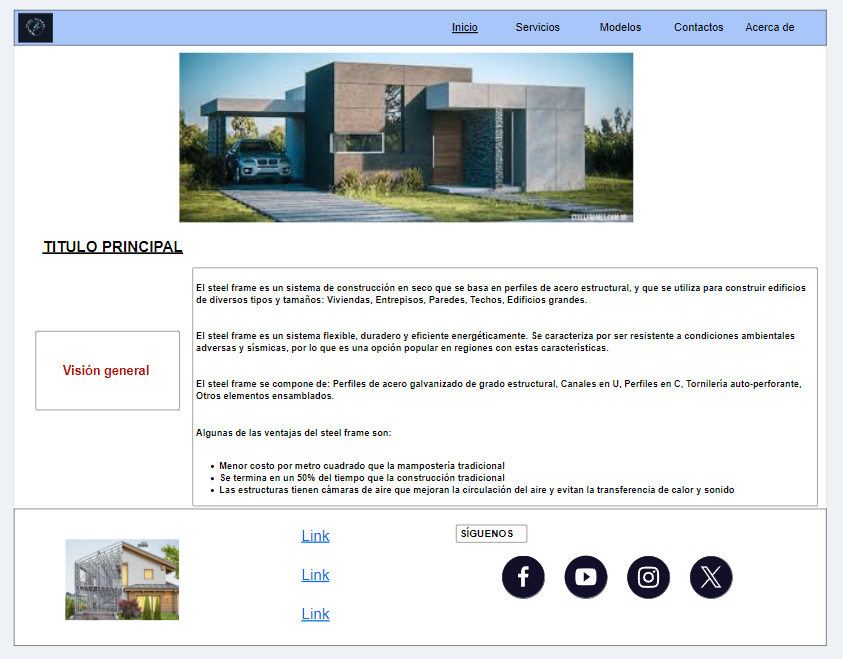 Inicio Servicios Modelos Contactos Acerca de
STEELFRAMES.COM.AR
TITULO PRINCIPAL
El steel frame es un sistema de construcción en seco que se basa en perfiles de acero estructural, y que se utiliza para construir edificios
de diversos tipos y tamaños: Viviendas, Entrepisos, Paredes, Techos, Edificios grandes.
El steel frame es un sistema flexible, duradero y eficiente energéticamente. Se caracteriza por ser resistente a condiciones ambientales
adversas y sísmicas, por lo que es una opción popular en regiones con estas características.
Visión general
El steel frame se compone de: Perfiles de acero galvanizado de grado estructural, Canales en U, Perfiles en C, Tornilería auto-perforante,
Otros elementos ensamblados.
Algunas de las ventajas del steel frame son:
Menor costo por metro cuadrado que la mampostería tradicional
Se termina en un 50% del tiempo que la construcción tradicional
Las estructuras tienen cámaras de aire que mejoran la circulación del aire y evitan la transferencia de calor y sonido
Link
Link
Link
SÍGUENOS